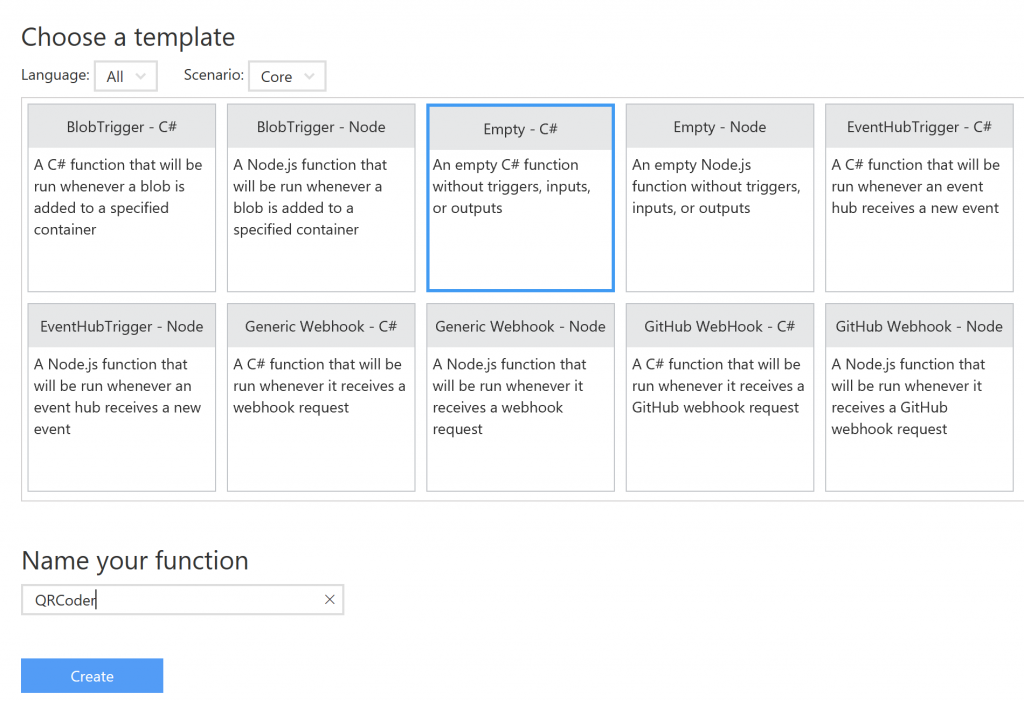 Choose a template
Language: All Scenario: Core
BlobTrigger - C#
A C# function that will be
run whenever a blob is
added to a specified
container
BlobTrigger - Node
A Node.js function that
will be run whenever a
blob is added to a
specified container
Empty - C#
An empty C# function
without triggers, inputs,
or outputs
Empty - Node
An empty Node.js
function without triggers,
inputs, or outputs
EventHubTrigger - C#
A C# function that will be
run whenever an event
hub receives a new event
EventHubTrigger - Node
A Node.js function that
will be run whenever an
event hub receives a new
event
Generic Webhook - C#
A C# function that will be
run whenever it receives a
webhook request
Generic Webhook - Node
A Node.js function that
will be run whenever it
receives a webhook
request
GitHub WebHook - C#
A C# function that will be
run whenever it receives a
GitHub webhook request
GitHub Webhook - Node
A Node.js function that
will be run whenever it
receives a GitHub
webhook request
Name your function
QRCoder
Create